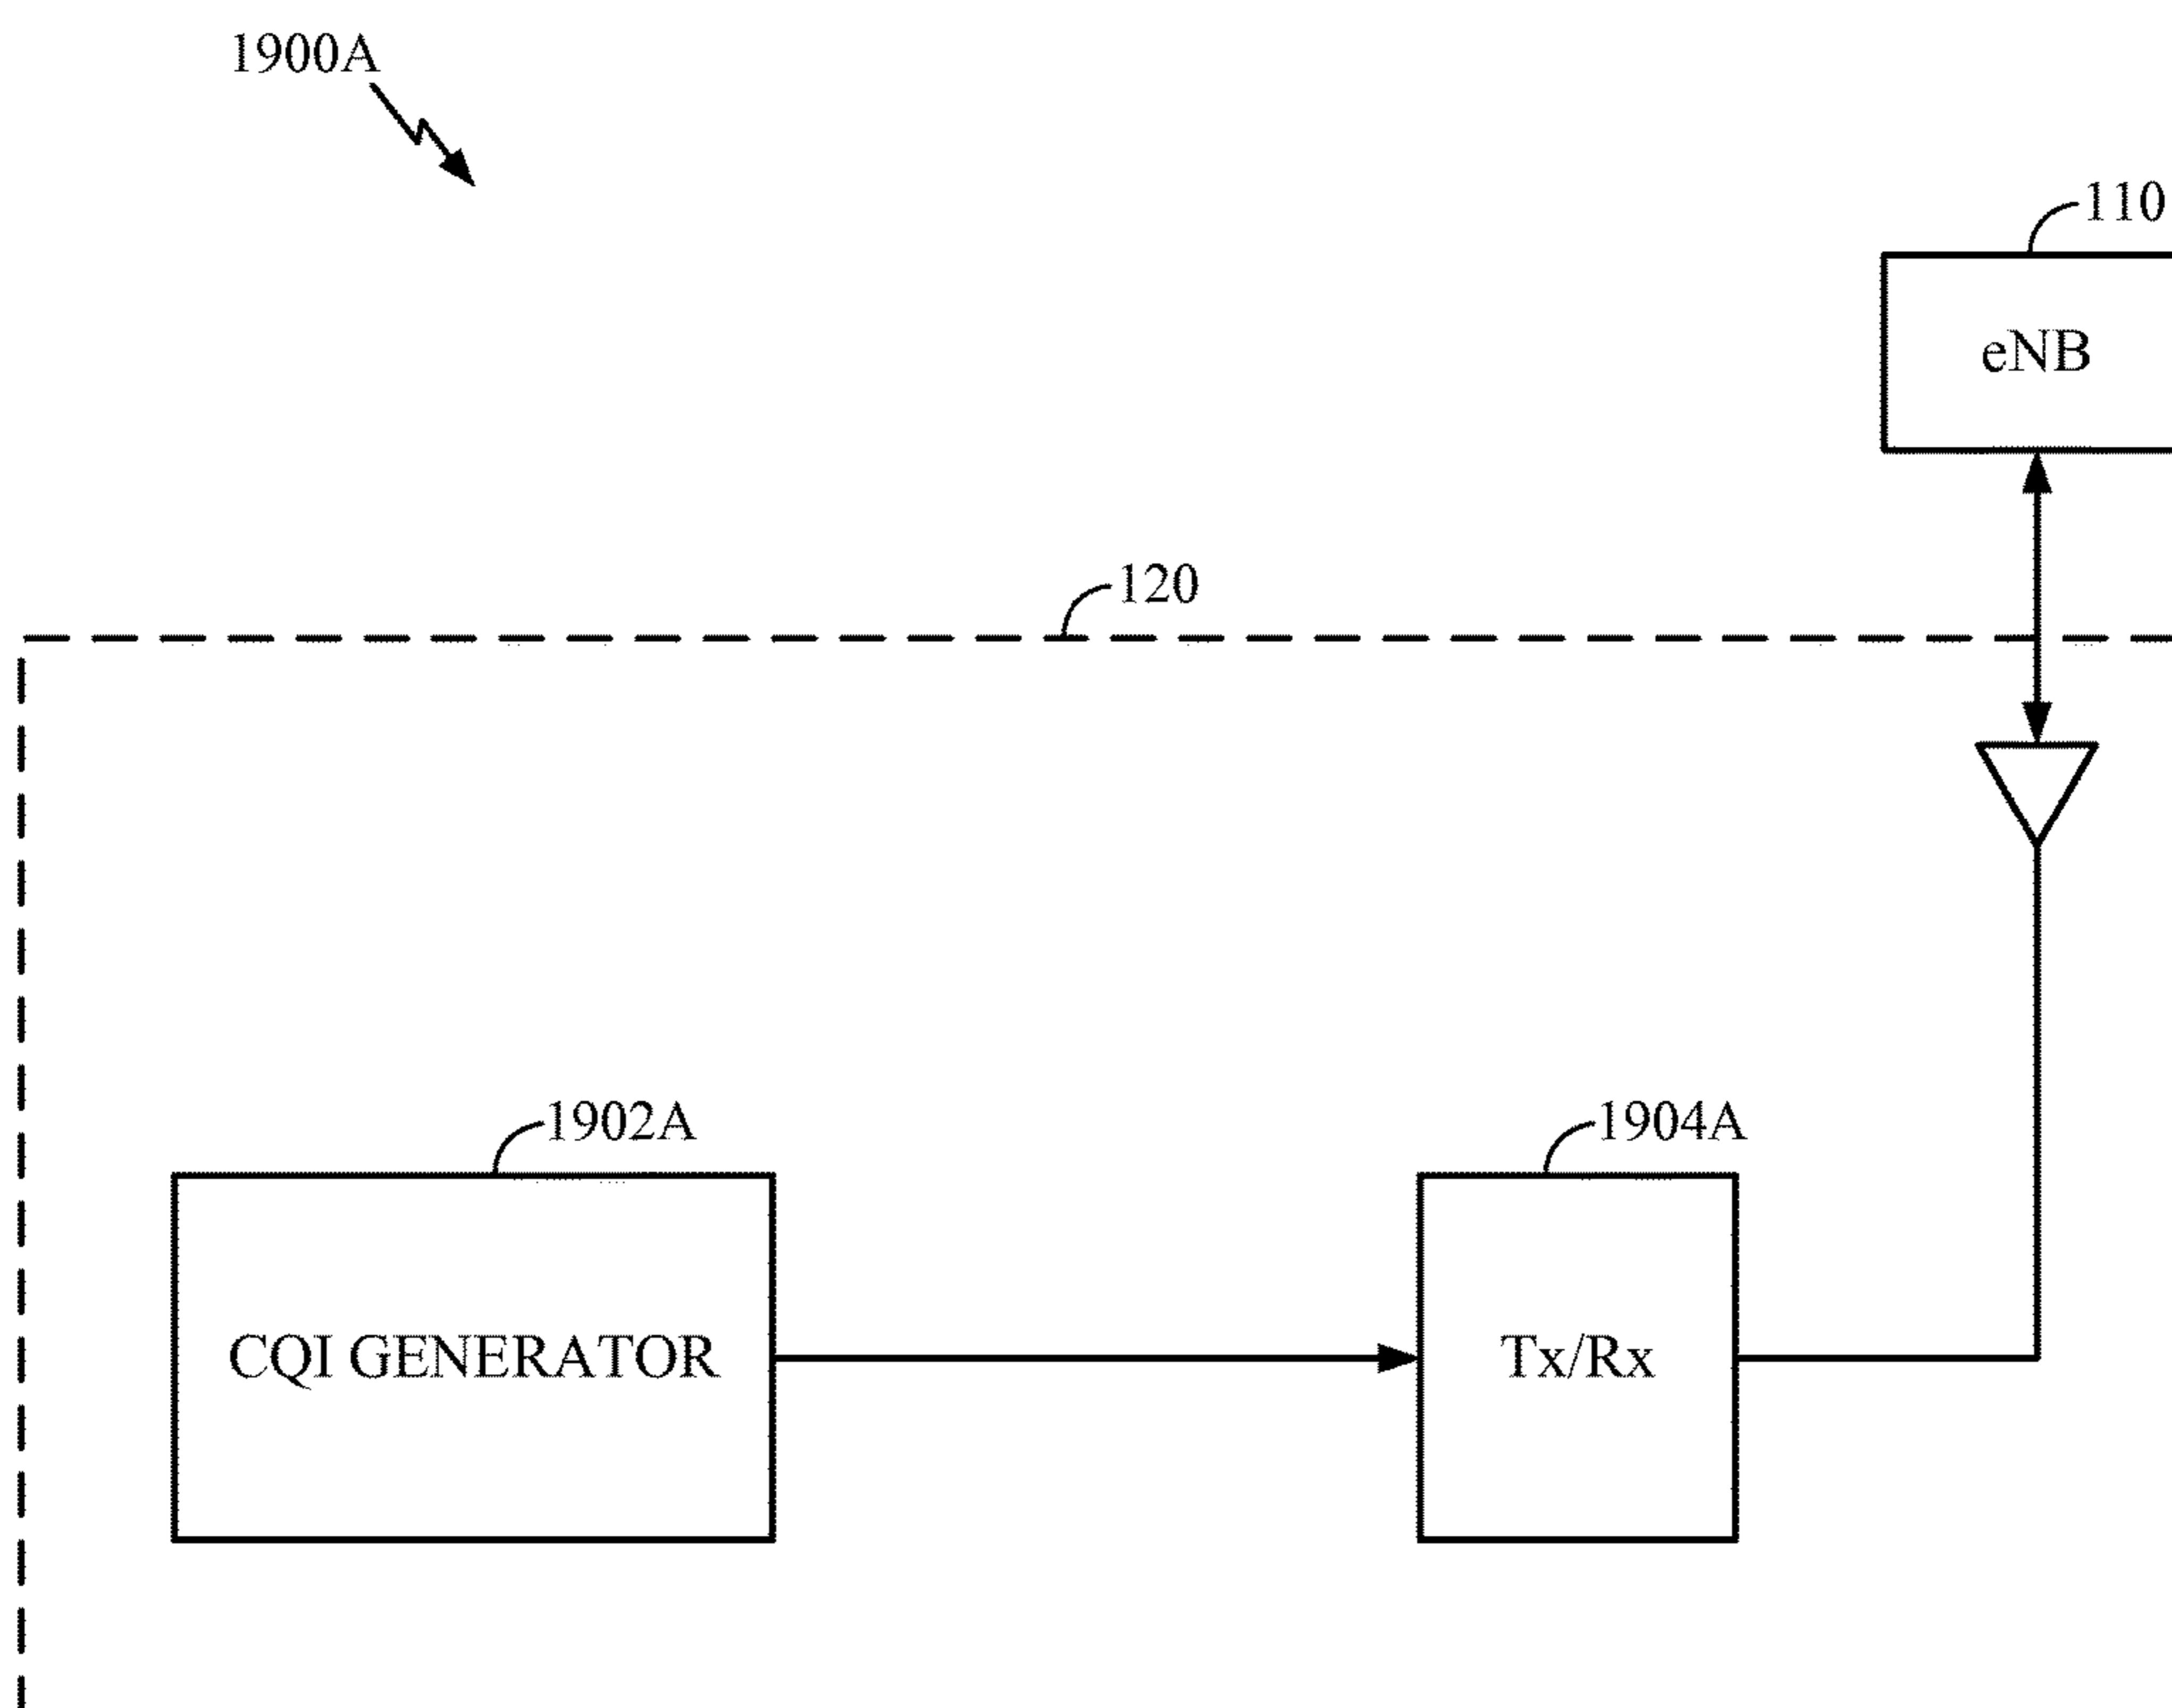 1900A
110
eNB
120
1902A
1904A
CQI GENERATOR
Tx/Rx